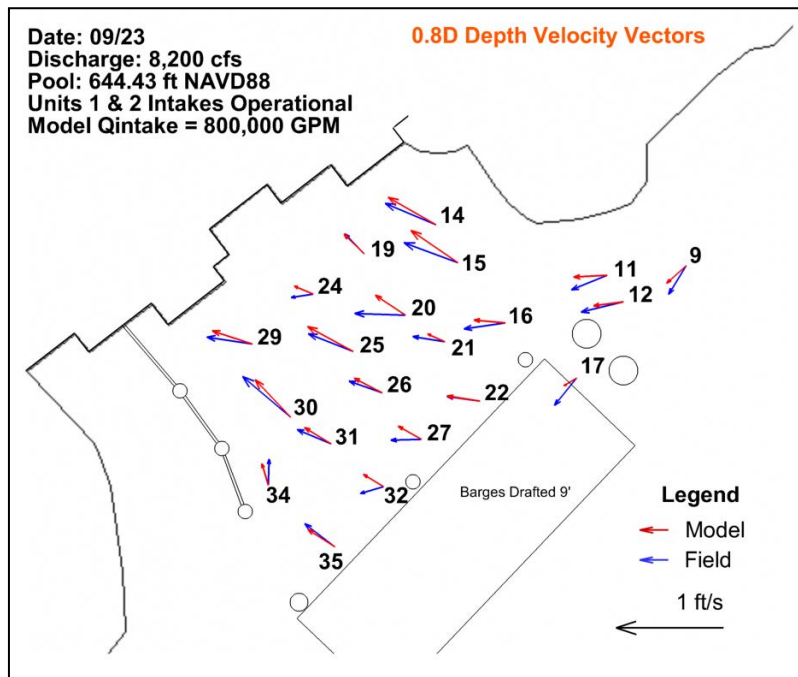 Date: 09/23
Discharge: 8,200 cfs
Pool: 644.43 ft NAVD88
Units 1 & 2 Intakes Operational
Model Qintake = 800,000 GPM
0.8D Depth Velocity Vectors
14
19
15
9
11
24
12
20
16
29
25
21
17
26
22
30
31
27
34
32
Barges Drafted 9'
35
Legend
Model
Field
1 ft/s